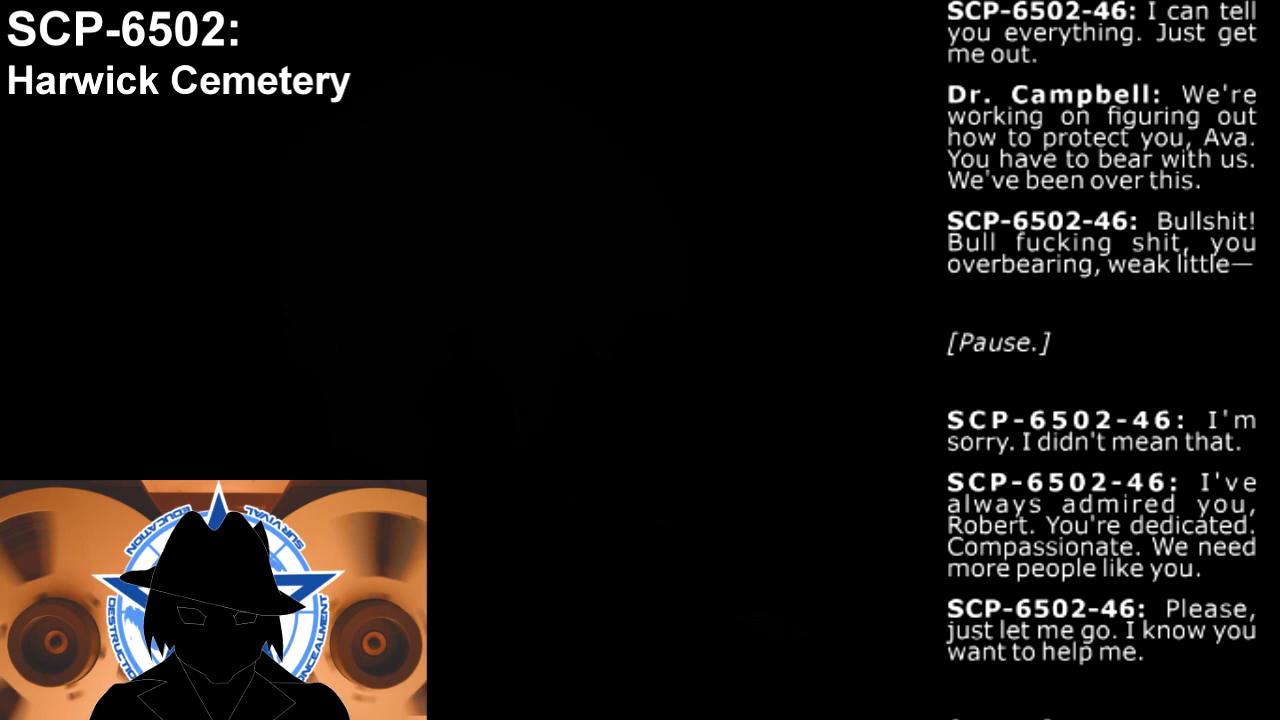 SCP-6502:
Harwick Cemetery
SCP-6502-46: I can tell
you everything. Just get
me out.
Dr. Campbell: We're
working on figuring out
how to protect you, Ava.
You have to bear with us.
We've been over this.
SCP-6502-46: Bullshit!
Bull fucking shit, you
overbearing, weak little—
[Pause.]
SCP-6502-46: I'm
sorry. I didn't mean that.
SCP-6502-46: I've
always admired you,
Robert. You're dedicated.
Compassionate. We need
more people like you.
SCP-6502-46: Please,
just let me go. I know you
want to help me.
EDUCATION
SURVIVAL